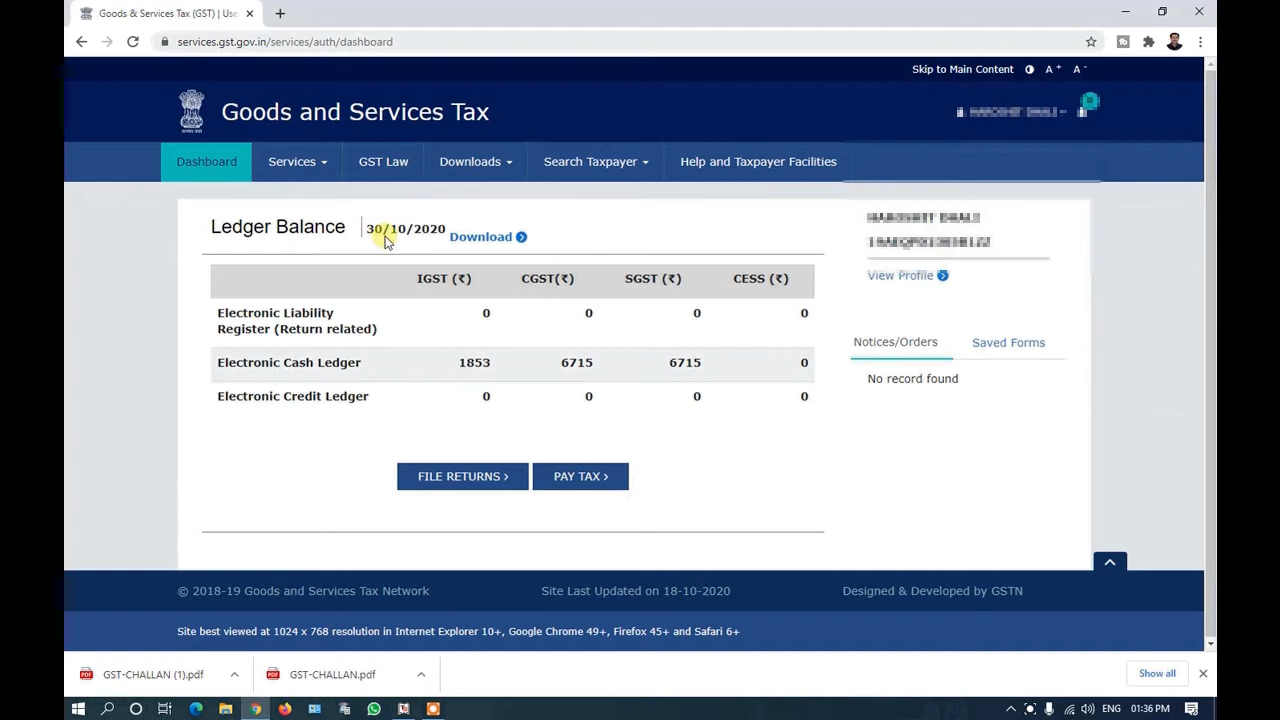 Goods & Services Tax (GST) | Use
services.gst.gov.in/services/auth/dashboard
Skip to Main Content A + A -
Goods and Services Tax
Dashboard Services GST Law Downloads Search Taxpayer Help and Taxpayer Facilities
Ledger Balance 30/10/2020 Download
IGST (₹) CGST(₹) SGST (₹) CESS (₹)
Electronic Liability
Register (Return related) 0 0 0 0
Electronic Cash Ledger 1853 6715 6715 0
Electronic Credit Ledger 0 0 0 0
FILE RETURNS > PAY TAX >
View Profile
Notices/Orders Saved Forms
No record found
© 2018-19 Goods and Services Tax Network Site Last Updated on 18-10-2020 Designed & Developed by GSTN
Site best viewed at 1024 x 768 resolution in Internet Explorer 10+, Google Chrome 49+, Firefox 45+ and Safari 6+
GST-CHALLAN (1).pdf GST-CHALLAN.pdf Show all
ENG 01:36 PM